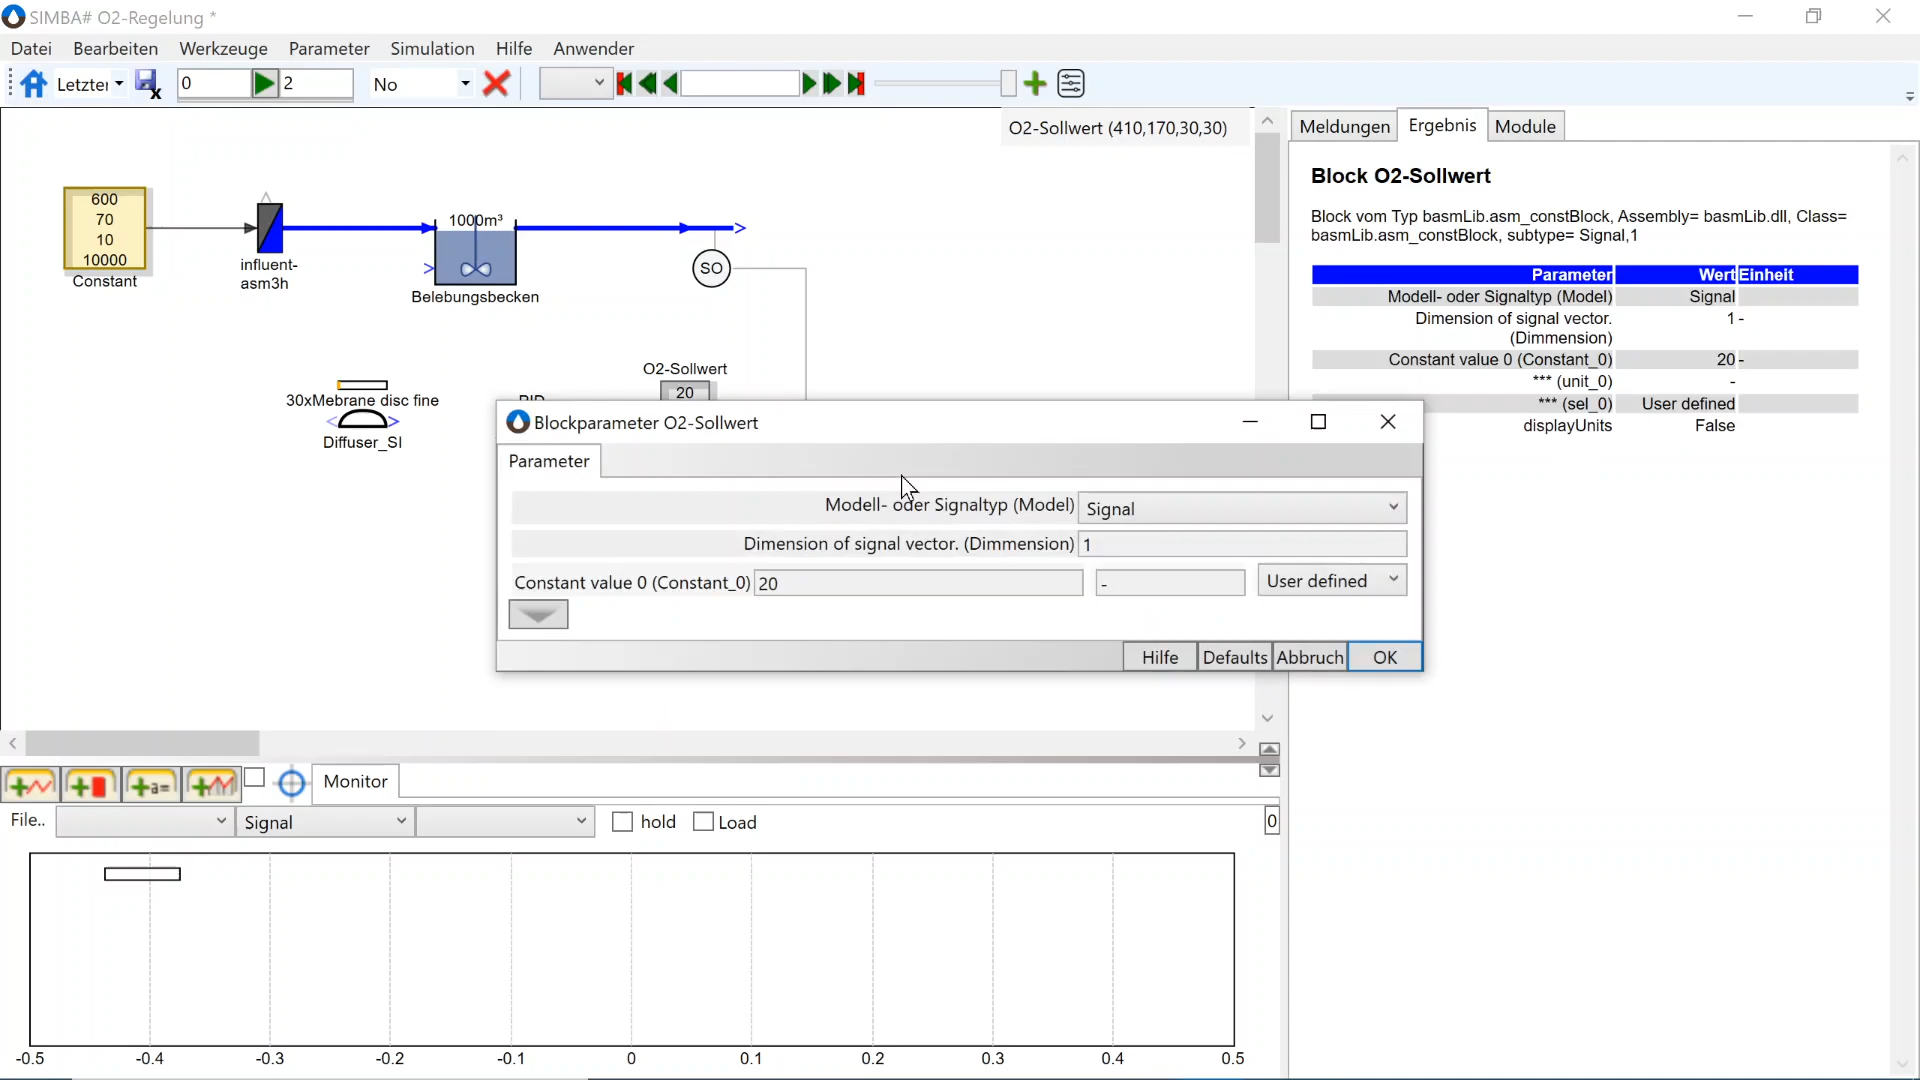 SIMBA# O2-Regelung *
Datei Bearbeiten Werkzeuge Parameter Simulation Hilfe Anwender
0 2 No
O2-Sollwert (410,170,30,30)
600
70
10
10000
Constant
influent-
asm3h
1000m³
Belebungsbecken
SO
O2-Sollwert
20
30xMebrane disc fine
Diffuser_SI
Meldungen Ergebnis Module
Block O2-Sollwert
Block vom Typ basmLib.asm_constBlock, Assembly= basmLib.dll, Class=
basmLib.asm_constBlock, subtype= Signal,1
Parameter Wert Einheit
Modell- oder Signaltyp (Model) Signal
Dimension of signal vector. 1 -
(Dimmension)
Constant value 0 (Constant_0) 20 -
*** (unit_0) -
*** (sel_0) User defined
displayUnits False
Blockparameter O2-Sollwert
Parameter
Modell- oder Signaltyp (Model) Signal
Dimension of signal vector. (Dimmension) 1
Constant value 0 (Constant_0) 20 - User defined
Hilfe Defaults Abbruch OK
a=
Monitor
File.. Signal hold Load 0
-0.5 -0.4 -0.3 -0.2 -0.1 0 0.1 0.2 0.3 0.4 0.5